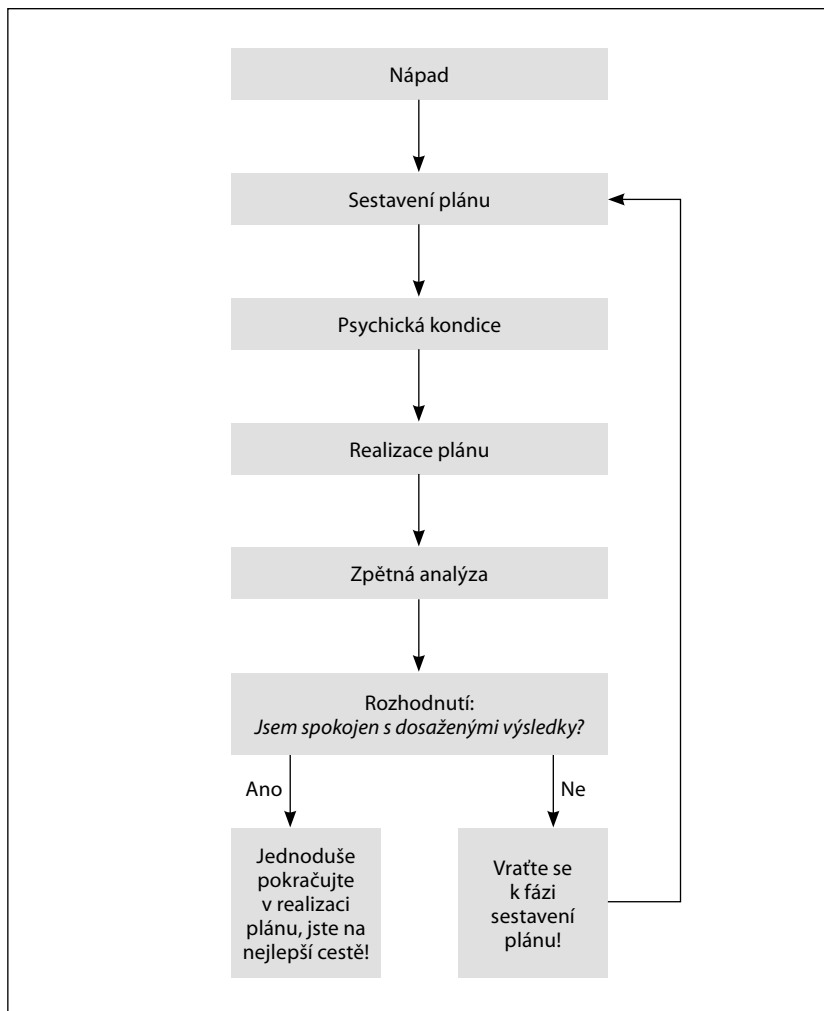 Nápad
Sestavení plánu
Psychická kondice
Realizace plánu
Zpětná analýza
Rozhodnutí:
Jsem spokojen s dosaženými výsledky?
Ano
Ne
Jednoduše
pokračujte
v realizaci
plánu, jste na
nejlepší cestě!
Vraťte se
k fázi
sestavení
plánu!